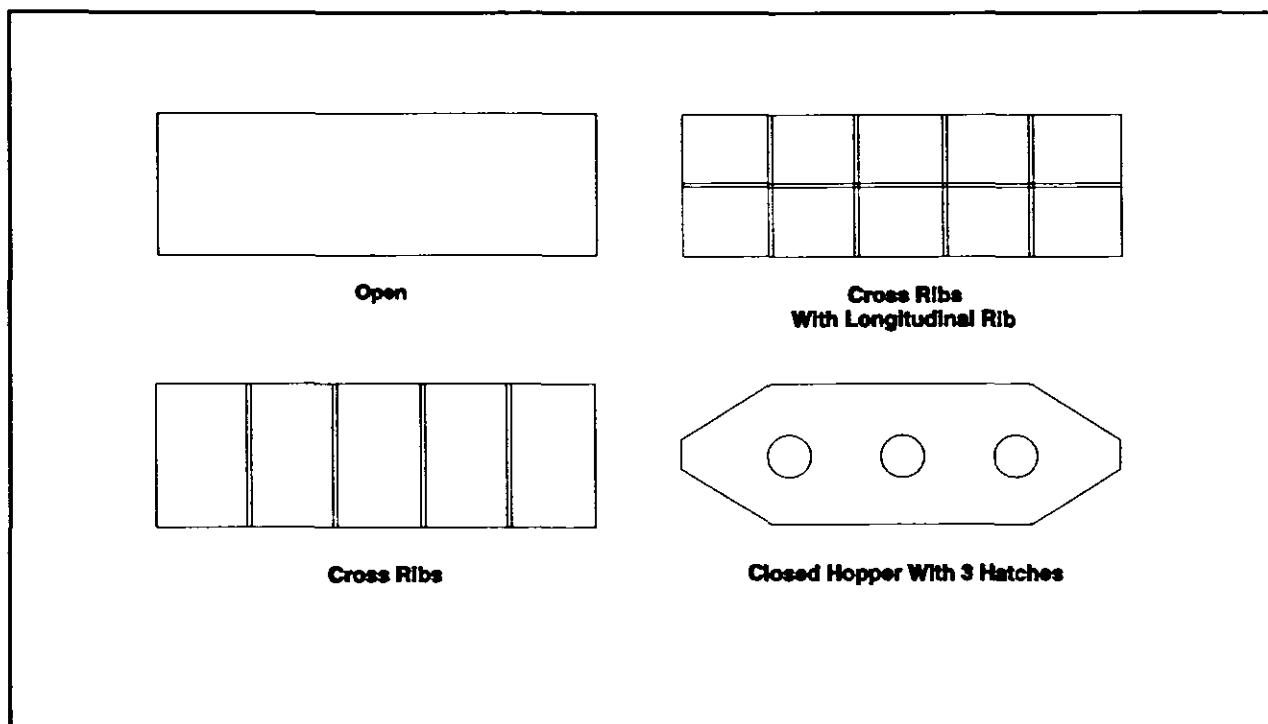 Open
Cross Ribs
With Longitudinal Rib
Cross Ribs
Closed Hopper With 3 Hatches